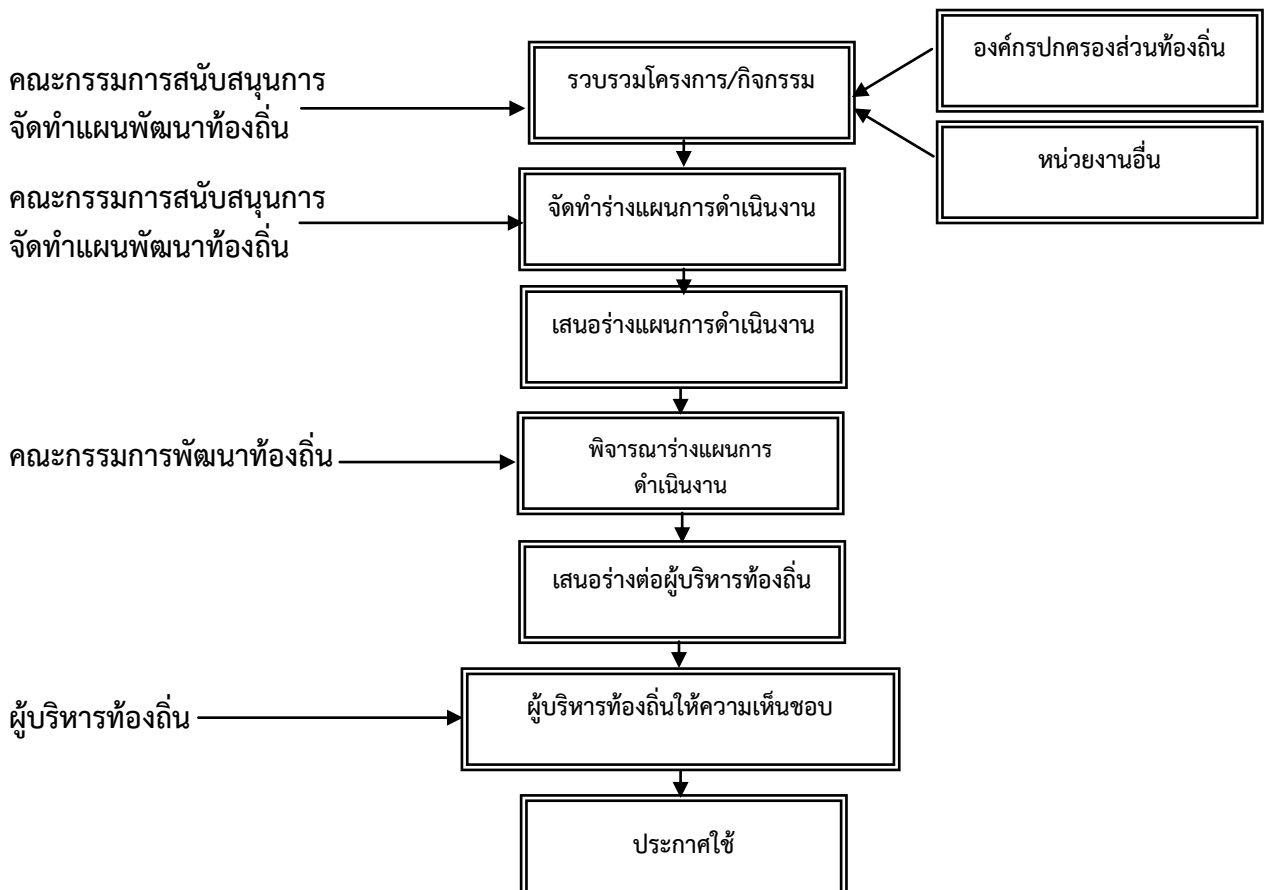 องค์กรปกครองส่วนท้องถิ่น
คณะกรรมการสนับสนุนการ
จัดทำแผนพัฒนาท้องถิ่น
รวบรวมโครงการ/กิจกรรม
หน่วยงานอื่น
คณะกรรมการสนับสนุนการ
จัดทำแผนพัฒนาท้องถิ่น
จัดทำร่างแผนการดำเนินงาน
เสนอร่างแผนการดำเนินงาน
คณะกรรมการพัฒนาท้องถิ่น
พิจารณาร่างแผนการ
ดำเนินงาน
เสนอร่างต่อผู้บริหารท้องถิ่น
ผู้บริหารท้องถิ่น
ผู้บริหารท้องถิ่นให้ความเห็นชอบ
ประกาศใช้